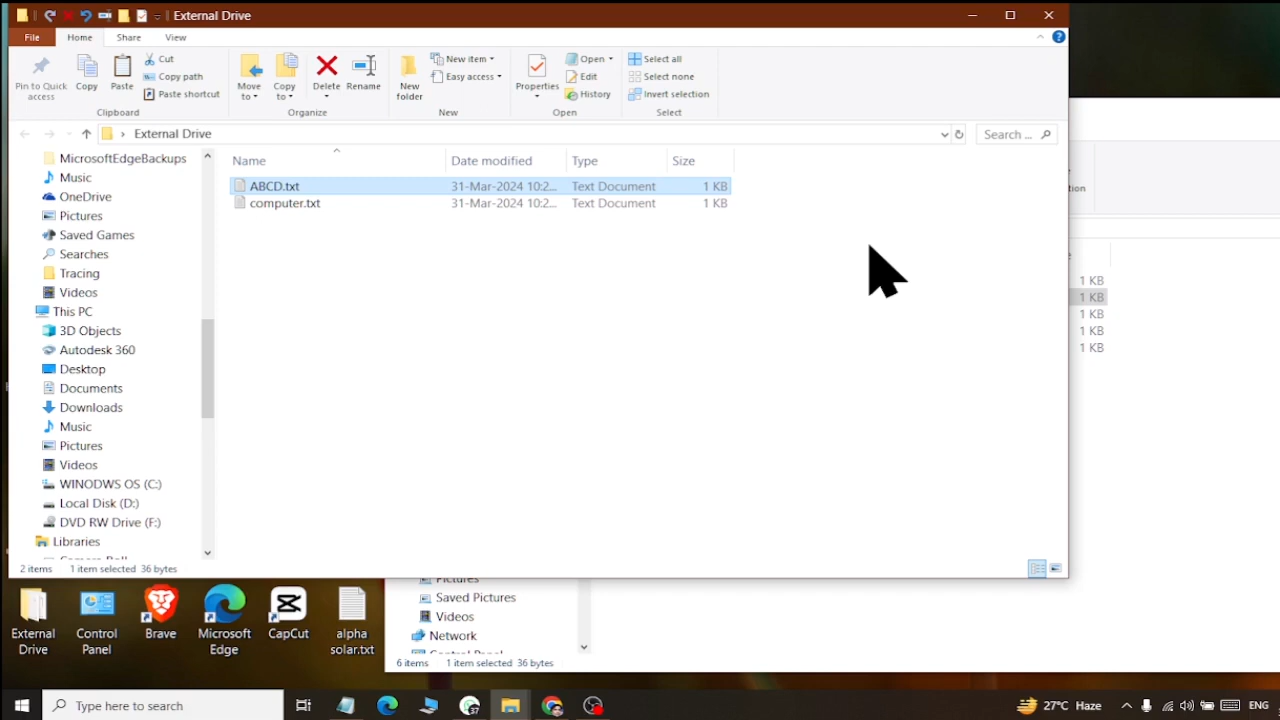 External Drive
File Home Share View
Pin to Quick access
Copy
Paste
Cut
Copy path
Paste shortcut
Clipboard
Move to
Copy to
Delete
Rename
Organize
New folder
New item
Easy access
New
Properties
Open
Edit
History
Open
Select all
Select none
Invert selection
Select
External Drive
Search ...
MicrosoftEdgeBackups
Music
OneDrive
Pictures
Saved Games
Searches
Tracing
Videos
This PC
3D Objects
Autodesk 360
Desktop
Documents
Downloads
Music
Pictures
Videos
WINODWS OS (C:)
Local Disk (D:)
DVD RW Drive (F:)
Libraries
Name Date modified Type Size
ABCD.txt 31-Mar-2024 10:2... Text Document 1 KB
computer.txt 31-Mar-2024 10:2... Text Document 1 KB
2 items 1 item selected 36 bytes
1 KB
1 KB
1 KB
1 KB
1 KB
Pictures
Saved Pictures
Videos
Network
6 items 1 item selected 36 bytes
External Drive
Control Panel
Brave
Microsoft Edge
CapCut
alpha solar.txt
Type here to search
27°C Haze
ENG